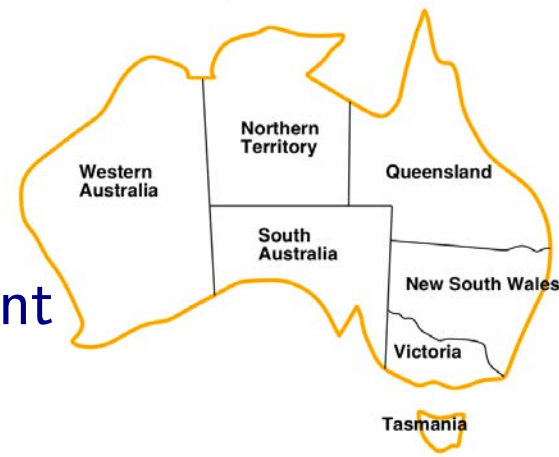 Northern
Territory
Western
Australia
Queensland
South
Australia
New South Wales
nt
Victoria
Tasmania